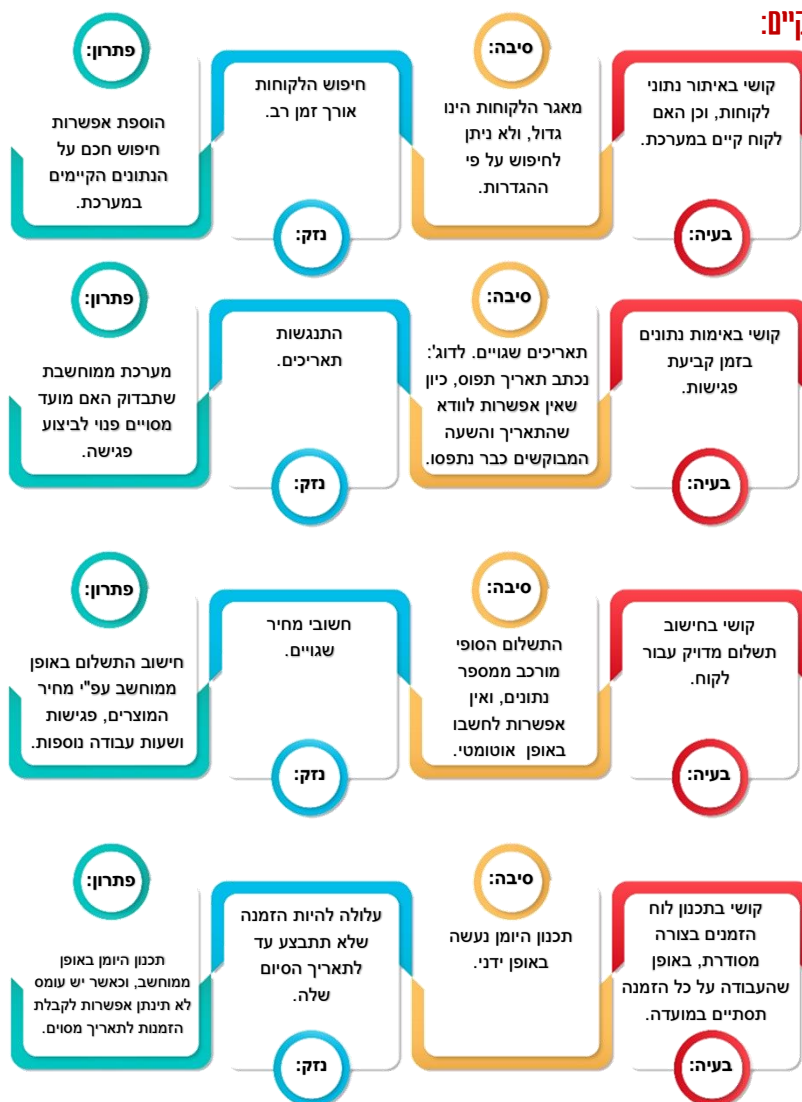 קיים:
בעיה:
קושי באיתור נתוני
לקוחות, וכן האם
לקוח קיים במערכת.
סיבה:
מאגר הלקוחות הינו
גדול, ולא ניתן
לחיפוש על פי
ההגדרות.
נזק:
חיפוש הלקוחות
אורך זמן רב.
פתרון:
הוספת אפשרות
חיפוש חכם על
הנתונים הקיימים
במערכת.
בעיה:
קושי באימות נתונים
בזמן קביעת
פגישות.
סיבה:
תאריכים שגויים. לדוג':
נכתב תאריך תפוס, כיון
שאין אפשרות לוודא
שהתאריך והשעה
המבוקשים כבר נתפסו.
נזק:
התנגשות
תאריכים.
פתרון:
מערכת ממוחשבת
שתבדוק האם מועד
מסויים פנוי לביצוע
פגישה.
בעיה:
קושי בחישוב
תשלום מדויק עבור
לקוח.
סיבה:
התשלום הסופי
מורכב ממספר
נתונים, ואין
אפשרות לחשבו
באופן אוטומטי.
נזק:
חשובי מחיר
שגויים.
פתרון:
חישוב התשלום באופן
ממוחשב עפ"י מחיר
המוצרים, פגישות
ושעות עבודה נוספות.
בעיה:
קושי בתכנון לוח
הזמנים בצורה
מסודרת, באופן
שהעבודה על כל הזמנה
תסתיים במועדה.
סיבה:
תכנון היומן נעשה
באופן ידני.
נזק:
עלולה להיות הזמנה
שלא תתבצע עד
לתאריך הסיום
שלה.
פתרון:
תכנון היומן באופן
ממוחשב, וכאשר יש עומס
לא תינתן אפשרות לקבלת
הזמנות לתאריך מסוים.